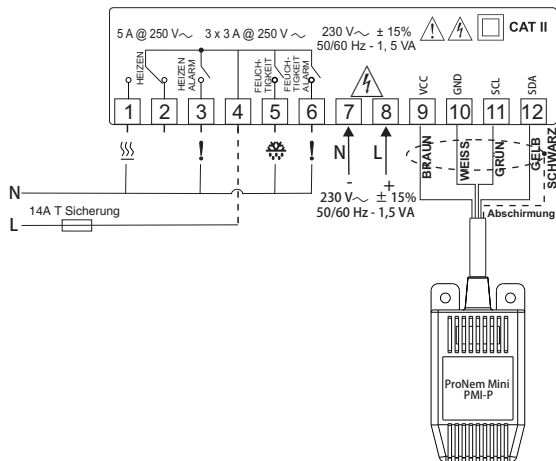 5 A @ 250 V~ 3 x 3 A @ 250 V ~ 230 V ~ ± 15%
50/60 Hz - 1, 5 VA
CAT II
HEIZEN
HEIZEN
ALARM
FEUCH-
TIGKEIT
FEUCH-
TIGKEIT
ALARM
VCC
GND
SCL
SDA
1 2 3 4 5 6 7 8 9 10 11 12
! !
N L
- +
230 V ~ ± 15%
50/60 Hz - 1,5 VA
BRAUN
WEISS
GRÜN
GELB
SCHWARZ
Abschirmung
N
L 14A T Sicherung
ProNem Mini
PMI-P